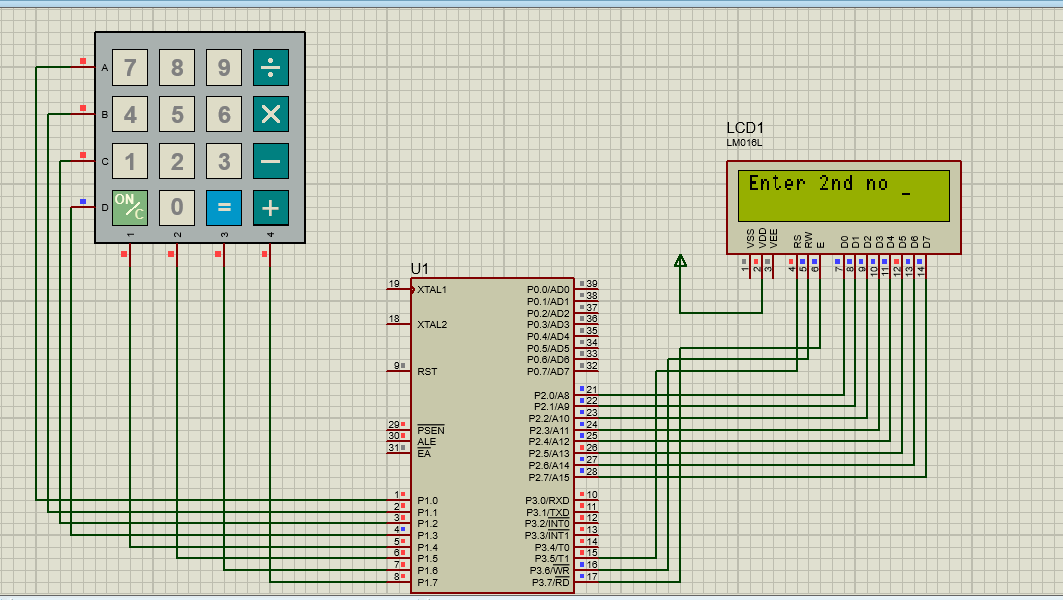 A 7 8 9 ÷
B 4 5 6 ×
C 1 2 3 −
D ON/C 0 = +
1 2 3 4
LCD1
LM016L
Enter 2nd no _
VSS VDD VEE RS RW E D0 D1 D2 D3 D4 D5 D6 D7
1 2 3 4 5 6 7 8 9 10 11 12 13 14
U1
19 XTAL1 P0.0/AD0 39
P0.1/AD1 38
P0.2/AD2 37
18 XTAL2 P0.3/AD3 36
P0.4/AD4 35
P0.5/AD5 34
P0.6/AD6 33
9 RST P0.7/AD7 32
P2.0/A8 21
P2.1/A9 22
P2.2/A10 23
29 PSEN P2.3/A11 24
30 ALE P2.4/A12 25
31 EA P2.5/A13 26
P2.6/A14 27
P2.7/A15 28
1 P1.0 P3.0/RXD 10
2 P1.1 P3.1/TXD 11
3 P1.2 P3.2/INT0 12
4 P1.3 P3.3/INT1 13
5 P1.4 P3.4/T0 14
6 P1.5 P3.5/T1 15
7 P1.6 P3.6/WR 16
8 P1.7 P3.7/RD 17